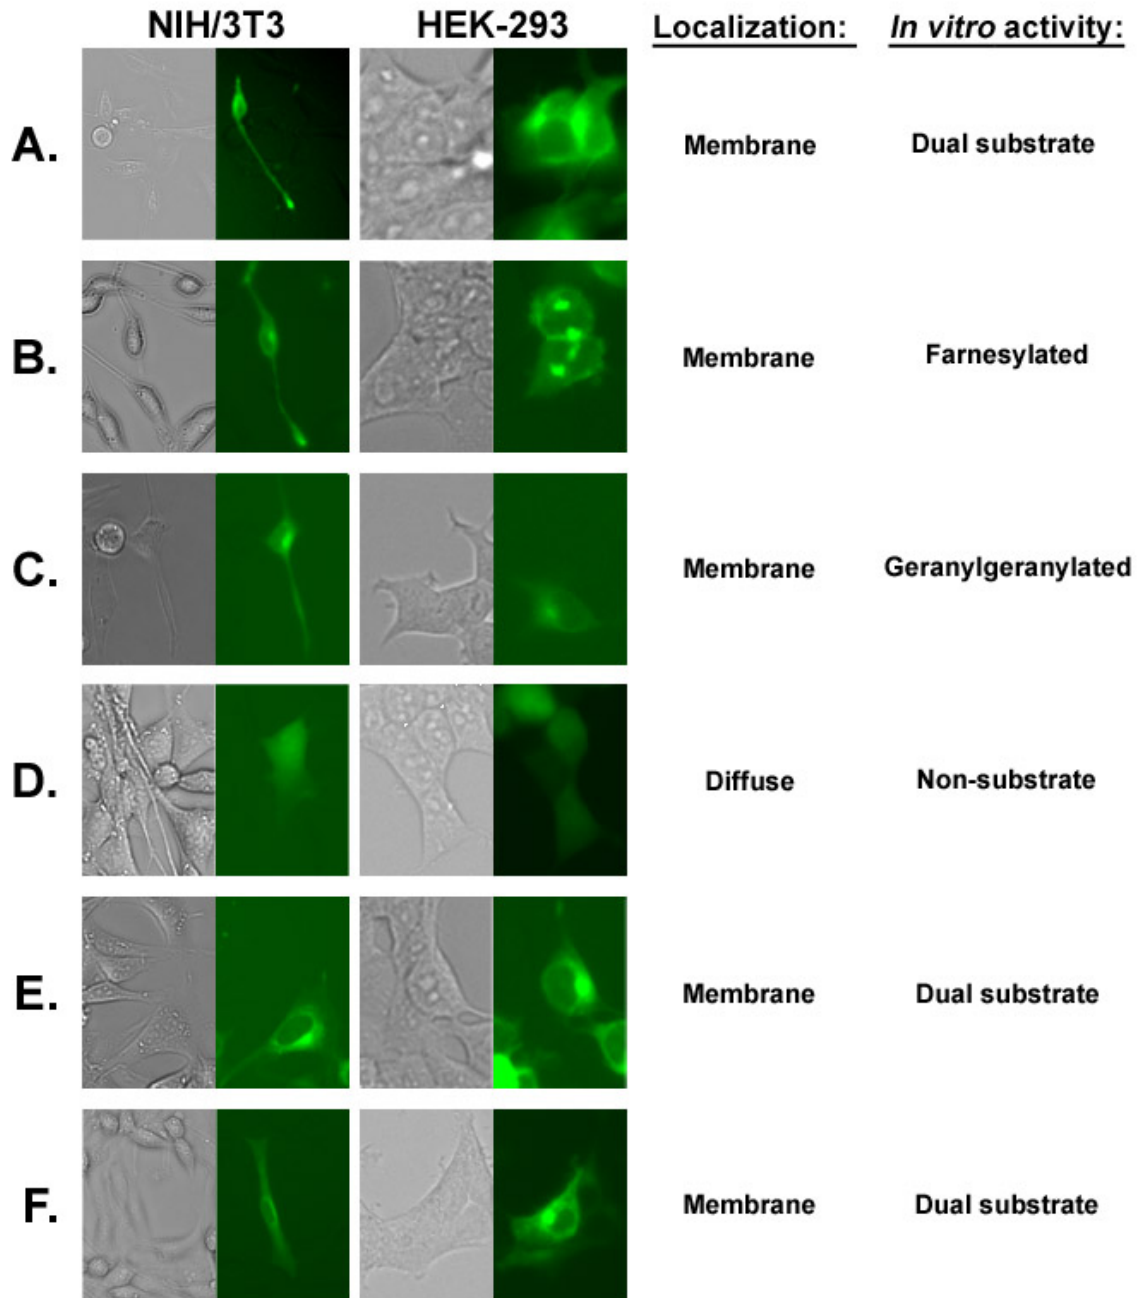 NIH/3T3 HEK-293 Localization: In vitro activity:
A. Membrane Dual substrate
B. Membrane Farnesylated
C. Membrane Geranylgeranylated
D. Diffuse Non-substrate
E. Membrane Dual substrate
F. Membrane Dual substrate